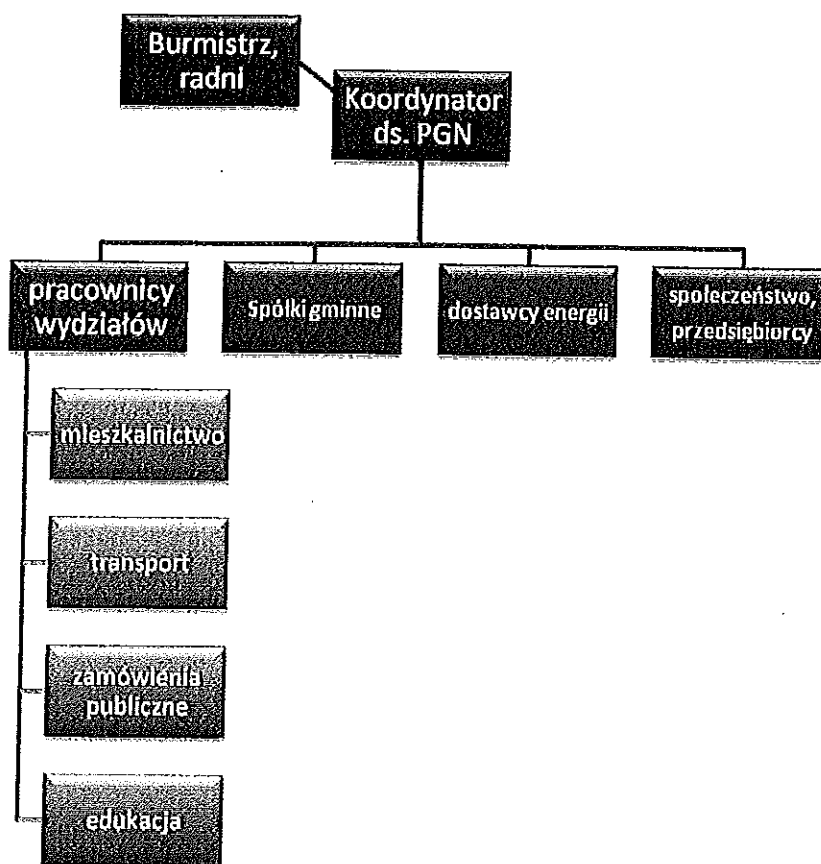 Burmistrz,
radni
Koordynator
ds. PGN
pracownicy
wydziałów
Spółki gminne
dostawcy energii
społeczeństwo,
przedsiębiorcy
mieszkalnictwo
transport
zamówienia
publiczne
edukacja